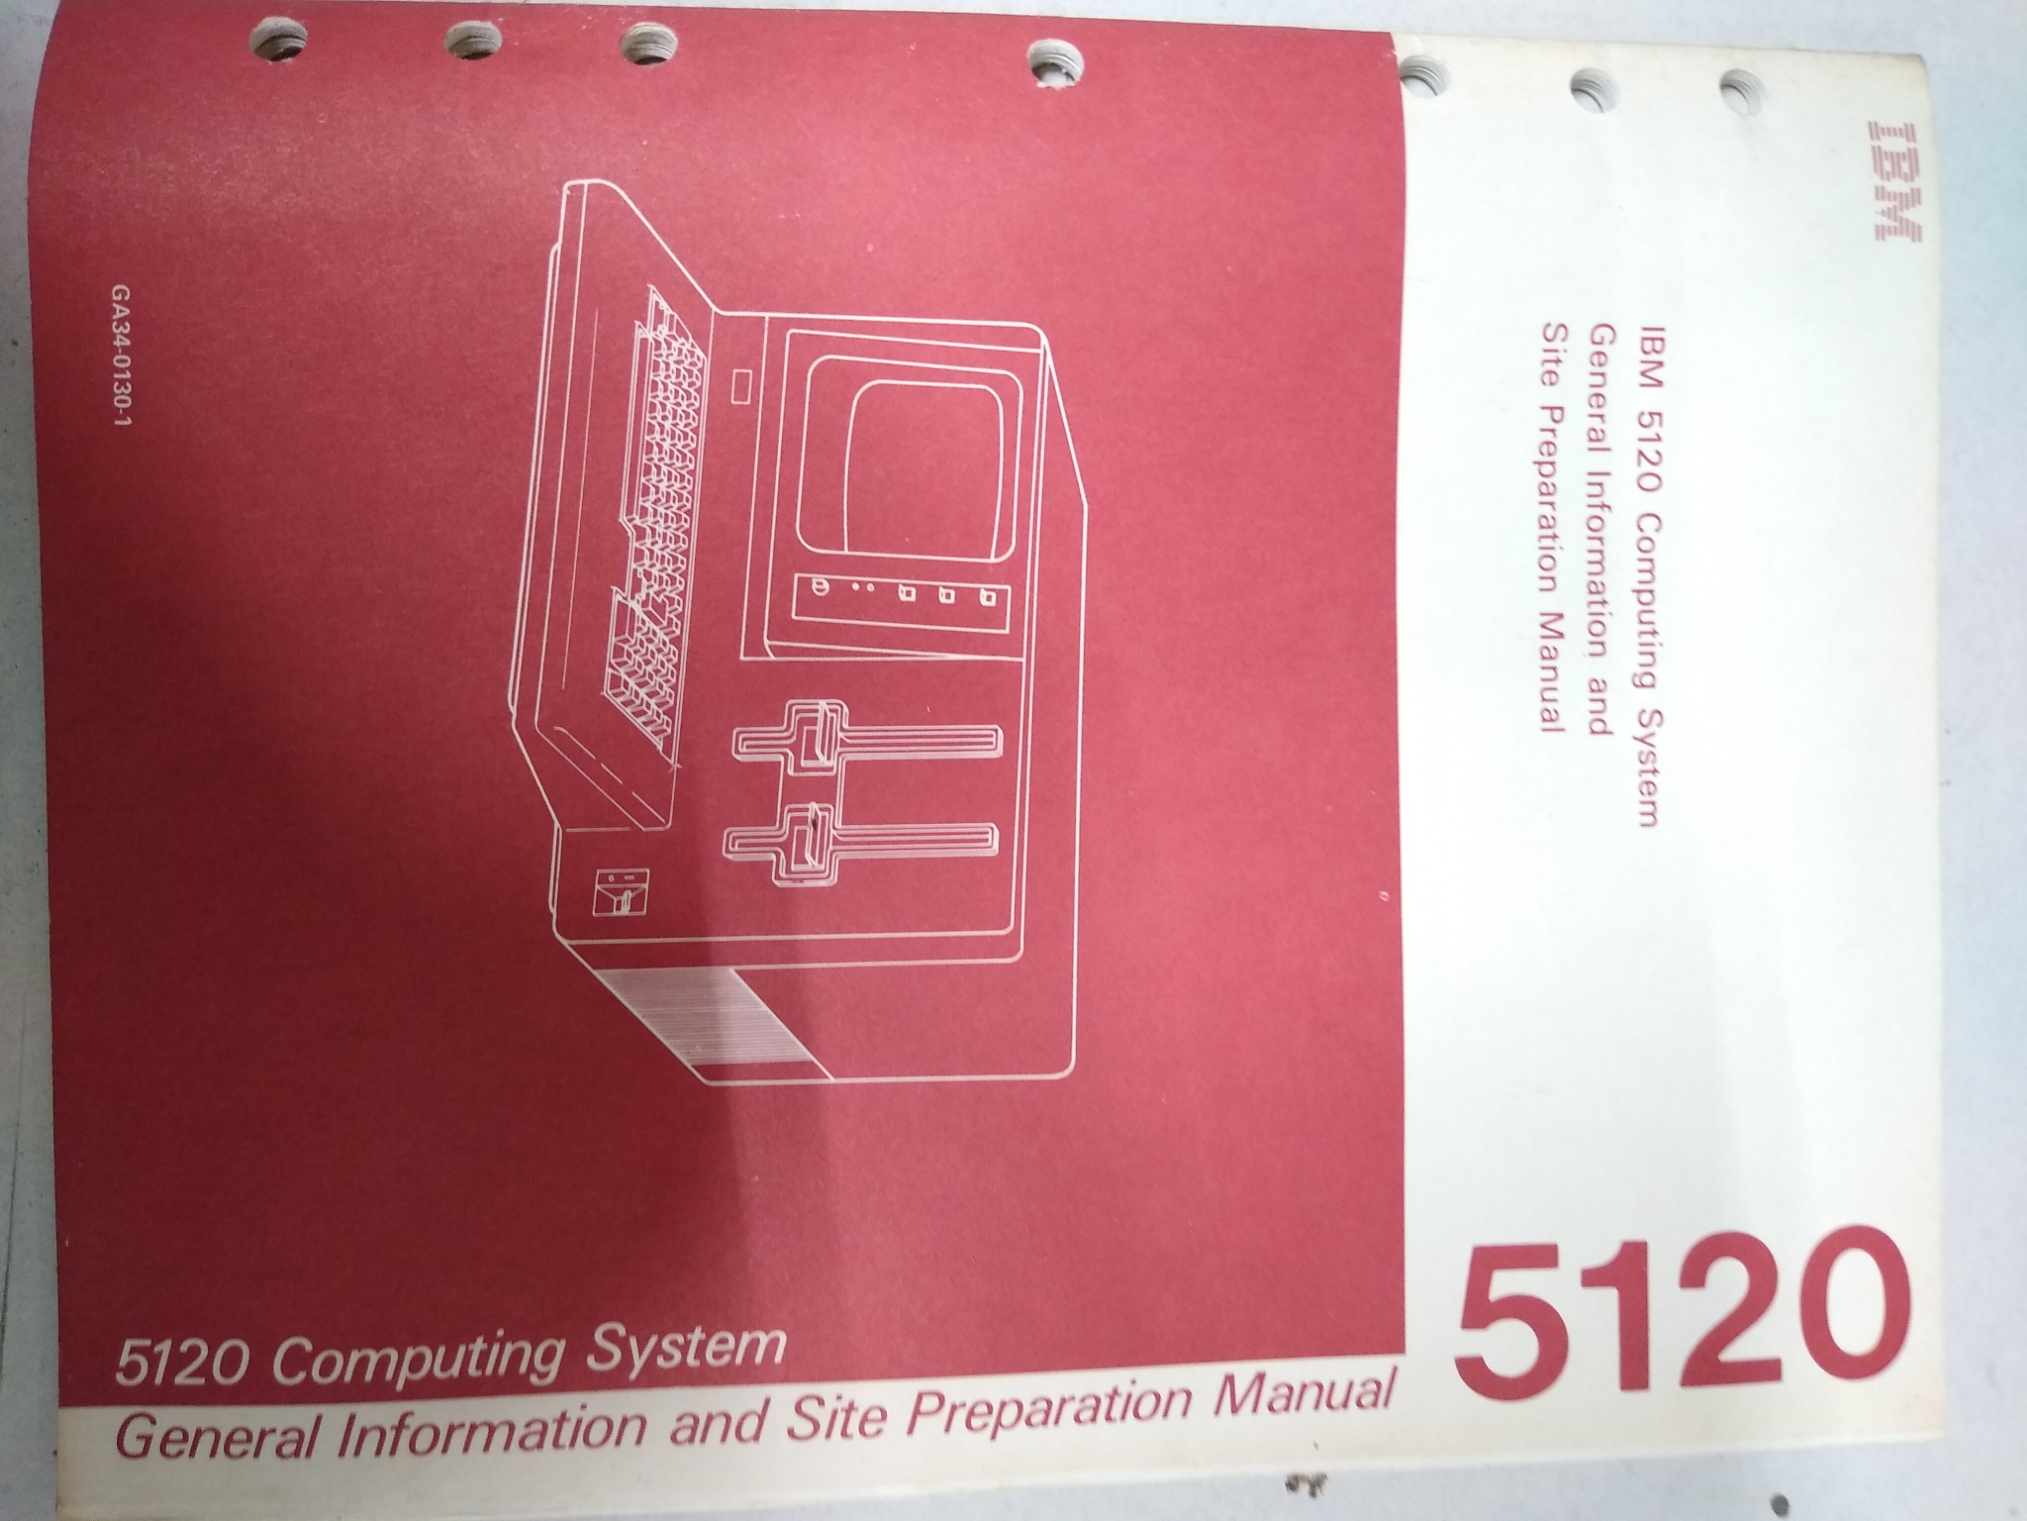 IBM
IBM 5120 Computing System
General Information and
Site Preparation Manual
GA34-0130-1
5120
5120 Computing System
General Information and Site Preparation Manual